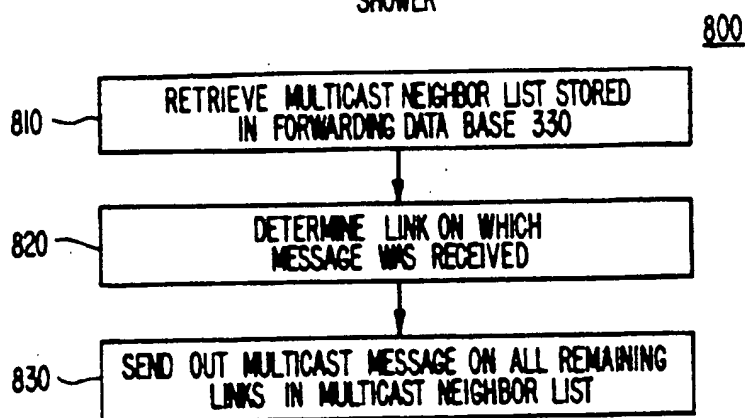 SHOWER
800
810
RETRIEVE MULTICAST NEIGHBOR LIST STORED
IN FORWARDING DATA BASE 330
820
DETERMINE LINK ON WHICH
MESSAGE WAS RECEIVED
830
SEND OUT MULTICAST MESSAGE ON ALL REMAINING
LINKS IN MULTICAST NEIGHBOR LIST